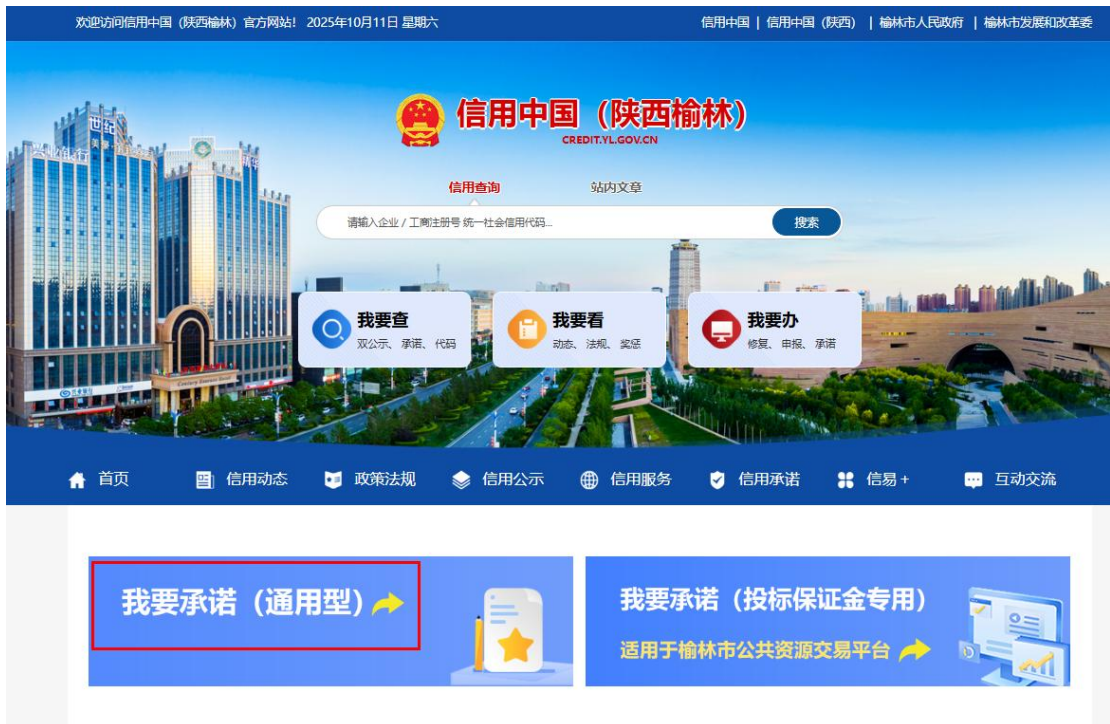 欢迎访问信用中国（陕西榆林）官方网站！ 2025年10月11日 星期六
信用中国 | 信用中国（陕西） | 榆林市人民政府 | 榆林市发展和改革委
世纪
兴业银行
信用中国（陕西榆林）
CREDIT.YL.GOV.CN
信用查询 站内文章
请输入企业 / 工商注册号 统一社会信用代码... 搜索
我要查 我要看 我要办
双公示、承诺、代码 动态、法规、奖惩 修复、申报、承诺
首页 信用动态 政策法规 信用公示 信用服务 信用承诺 信易+ 互动交流
我要承诺（通用型） 我要承诺（投标保证金专用）
适用于榆林市公共资源交易平台